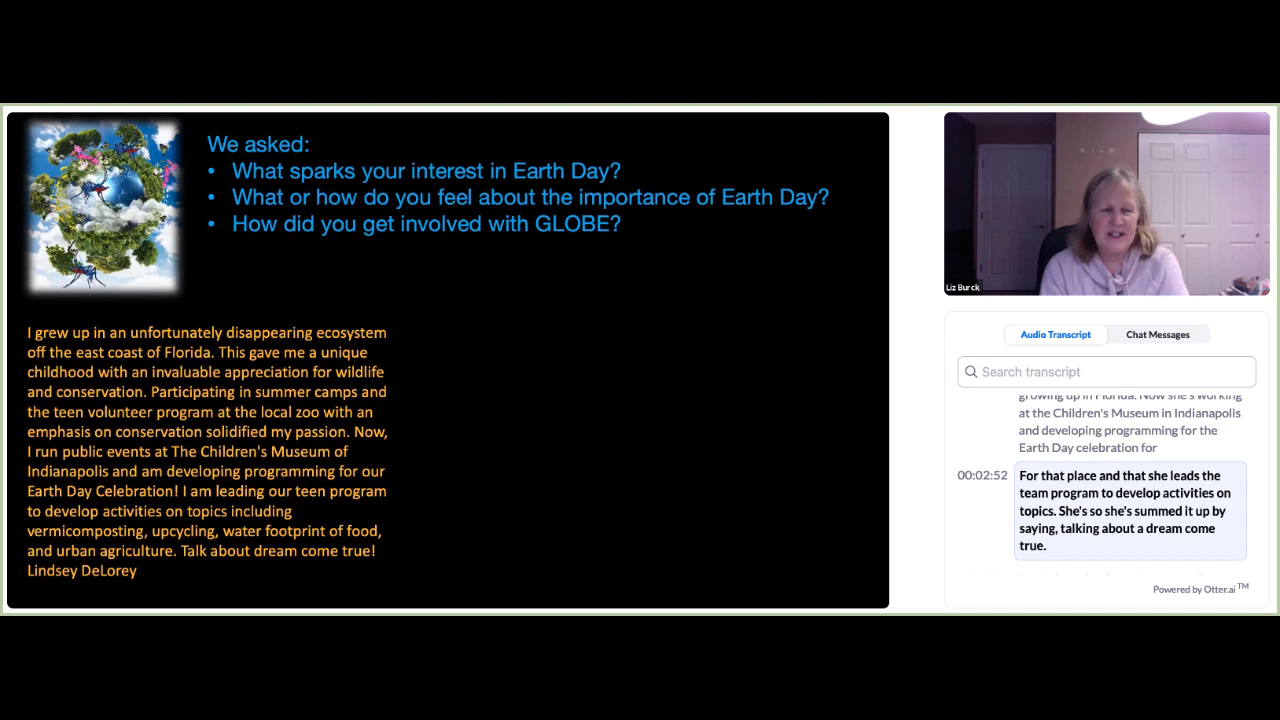 We asked:
• What sparks your interest in Earth Day?
• What or how do you feel about the importance of Earth Day?
• How did you get involved with GLOBE?
I grew up in an unfortunately disappearing ecosystem
off the east coast of Florida. This gave me a unique
childhood with an invaluable appreciation for wildlife
and conservation. Participating in summer camps and
the teen volunteer program at the local zoo with an
emphasis on conservation solidified my passion. Now,
I run public events at The Children's Museum of
Indianapolis and am developing programming for our
Earth Day Celebration! I am leading our teen program
to develop activities on topics including
vermicomposting, upcycling, water footprint of food,
and urban agriculture. Talk about dream come true!
Lindsey DeLorey
Liz Burck
Audio Transcript
Chat Messages
Search transcript
growing up in Florida. Now she's working
at the Children's Museum in Indianapolis
and developing programming for the
Earth Day celebration for
00:02:52
For that place and that she leads the
team program to develop activities on
topics. She's so she's summed it up by
saying, talking about a dream come
true.
Powered by Otter.ai TM